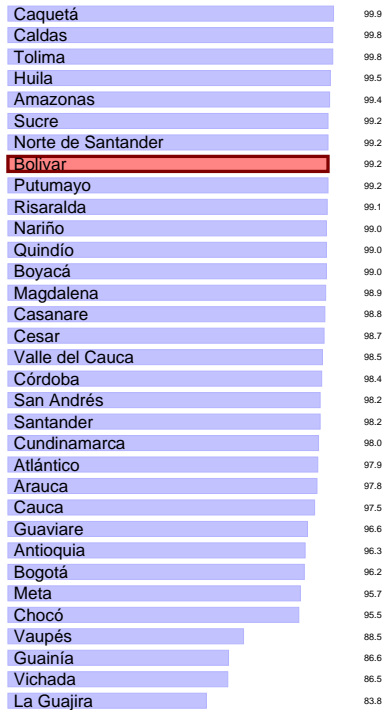 Caquetá 99.9
Caldas 99.8
Tolima 99.8
Huila 99.5
Amazonas 99.4
Sucre 99.2
Norte de Santander 99.2
Bolivar 99.2
Putumayo 99.2
Risaralda 99.1
Nariño 99.0
Quindío 99.0
Boyacá 99.0
Magdalena 98.9
Casanare 98.8
Cesar 98.7
Valle del Cauca 98.5
Córdoba 98.4
San Andrés 98.2
Santander 98.2
Cundinamarca 98.0
Atlántico 97.9
Arauca 97.8
Cauca 97.5
Guaviare 96.6
Antioquia 96.3
Bogotá 96.2
Meta 95.7
Chocó 95.5
Vaupés 88.5
Guainía 86.6
Vichada 86.5
La Guajira 83.8